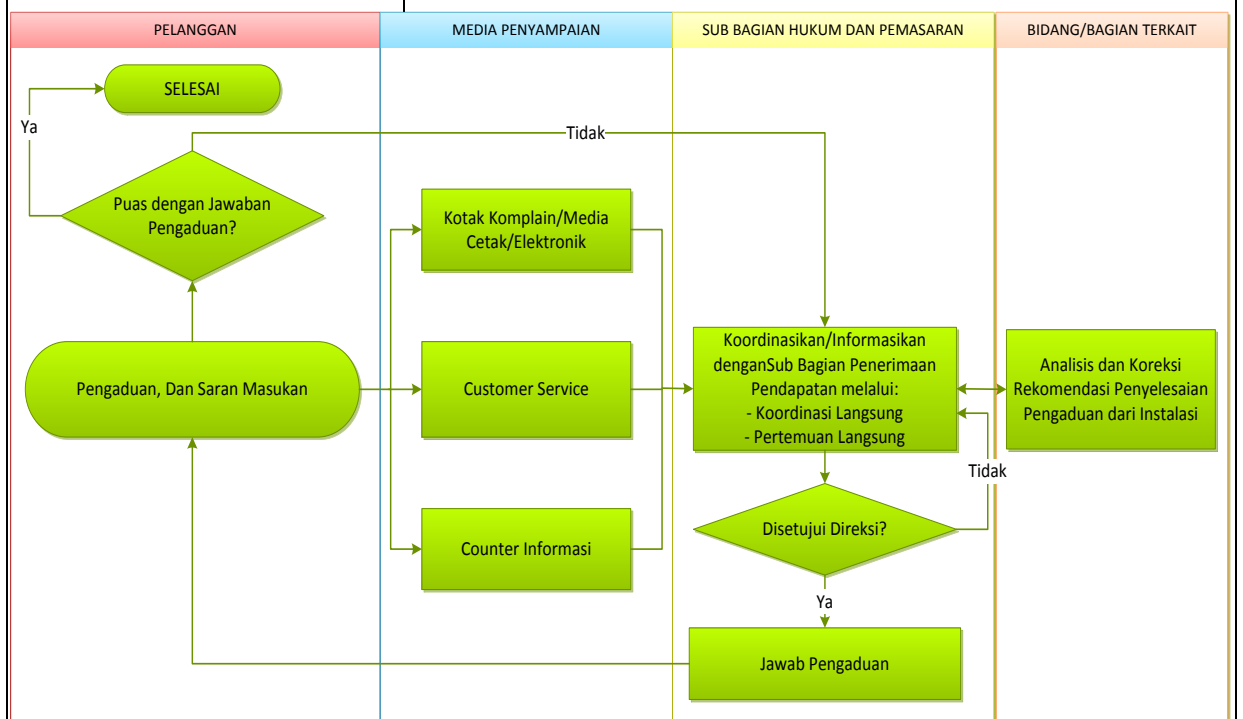 PELANGGAN
MEDIA PENYAMPAIAN
SUB BAGIAN HUKUM DAN PEMASARAN
BIDANG/BAGIAN TERKAIT
SELESAI
Ya
Tidak
Puas dengan Jawaban
Pengaduan?
Kotak Komplain/Media
Cetak/Elektronik
Pengaduan, Dan Saran Masukan
Customer Service
Counter Informasi
Koordinasikan/Informasikan
denganSub Bagian Penerimaan
Pendapatan melalui:
- Koordinasi Langsung
- Pertemuan Langsung
Analisis dan Koreksi
Rekomendasi Penyelesaian
Pengaduan dari Instalasi
Tidak
Disetujui Direksi?
Ya
Jawab Pengaduan